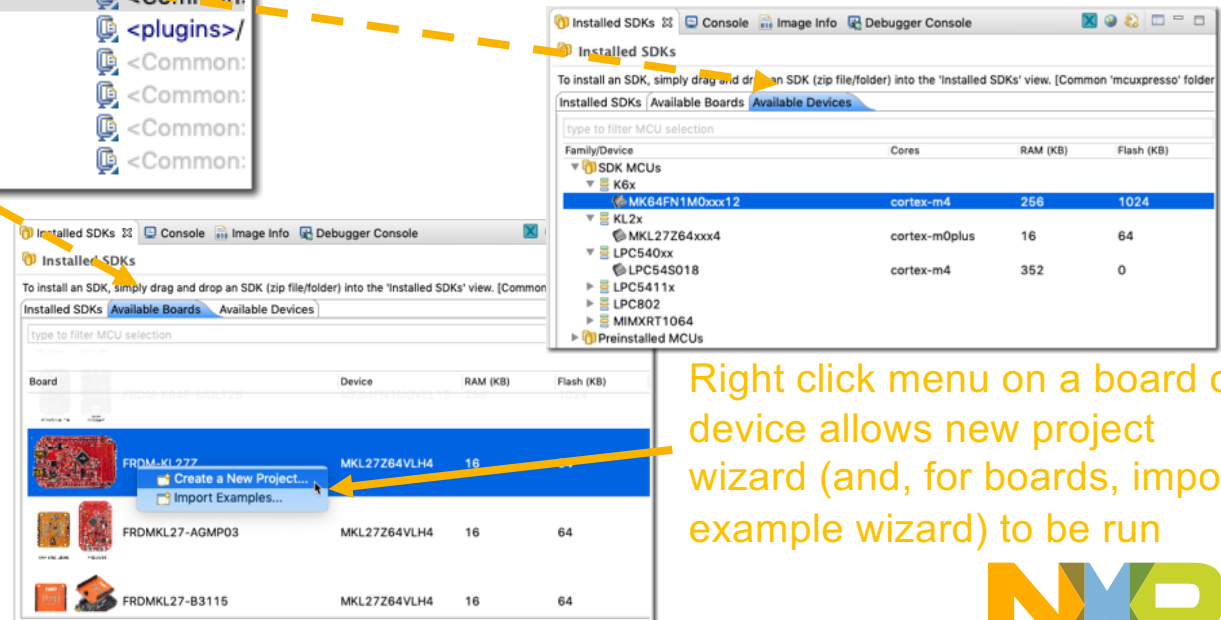 <plugins>/
<Common:
<Common:
<Common:
<Common:
Installed SDKs Console Image Info Debugger Console
Installed SDKs
To install an SDK, simply drag and drop an SDK (zip file/folder) into the 'Installed SDKs' view. [Common 'mcuxpresso' folder
Installed SDKs Available Boards Available Devices
type to filter MCU selection
Family/Device Cores RAM (KB) Flash (KB)
SDK MCUs
K6x
MK64FN1M0xxx12 cortex-m4 256 1024
KL2x
MKL27Z64xxx4 cortex-m0plus 16 64
LPC540xx
LPC54S018 cortex-m4 352 0
LPC5411x
LPC802
MIMXRT1064
Preinstalled MCUs
Installed SDKs Console Image Info Debugger Console
Installed SDKs
To install an SDK, simply drag and drop an SDK (zip file/folder) into the 'Installed SDKs' view. [Common
Installed SDKs Available Boards Available Devices
type to filter MCU selection
Board Device RAM (KB) Flash (KB)
FRDM-KL27Z MKL27Z64VLH4 16 64
Create a New Project...
Import Examples...
FRDMKL27-AGMP03 MKL27Z64VLH4 16 64
FRDMKL27-B3115 MKL27Z64VLH4 16 64
Right click menu on a board o
device allows new project
wizard (and, for boards, impo
example wizard) to be run